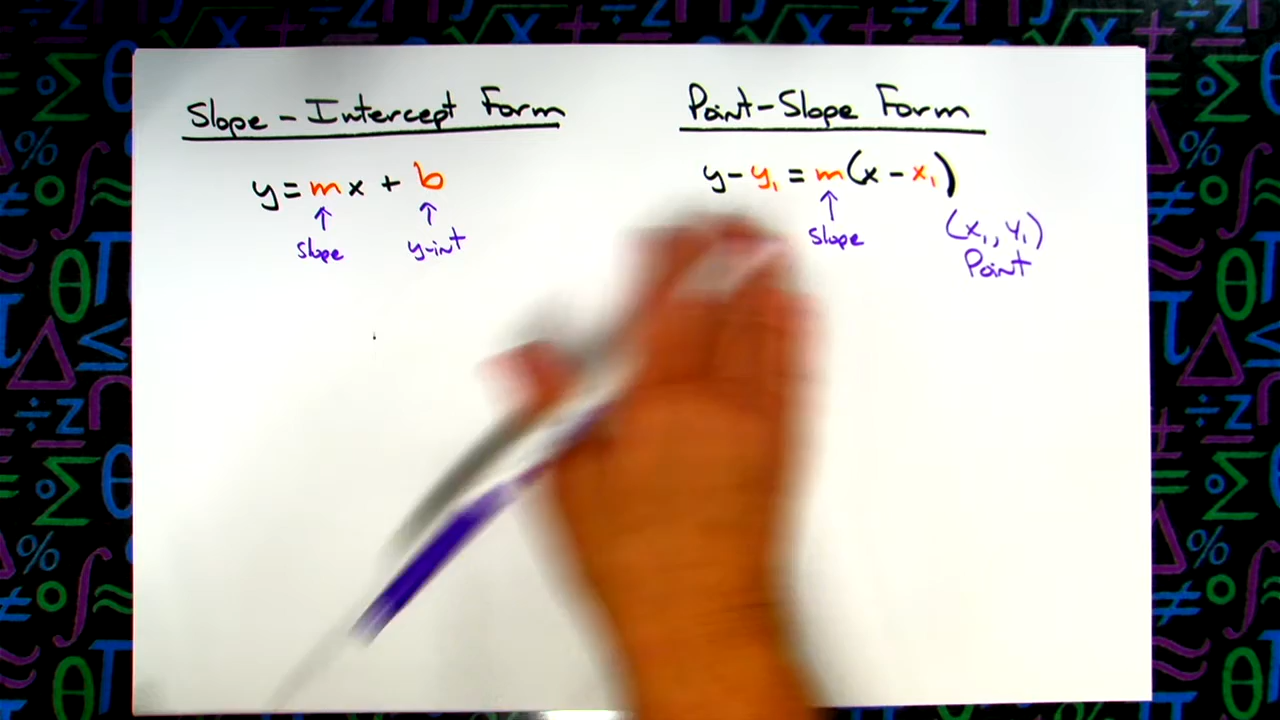 Slope - Intercept Form
y = mx + b
↑ ↑
slope y-int
Point-Slope Form
y - y₁ = m(x - x₁)
↑
slope
(x₁, y₁)
Point